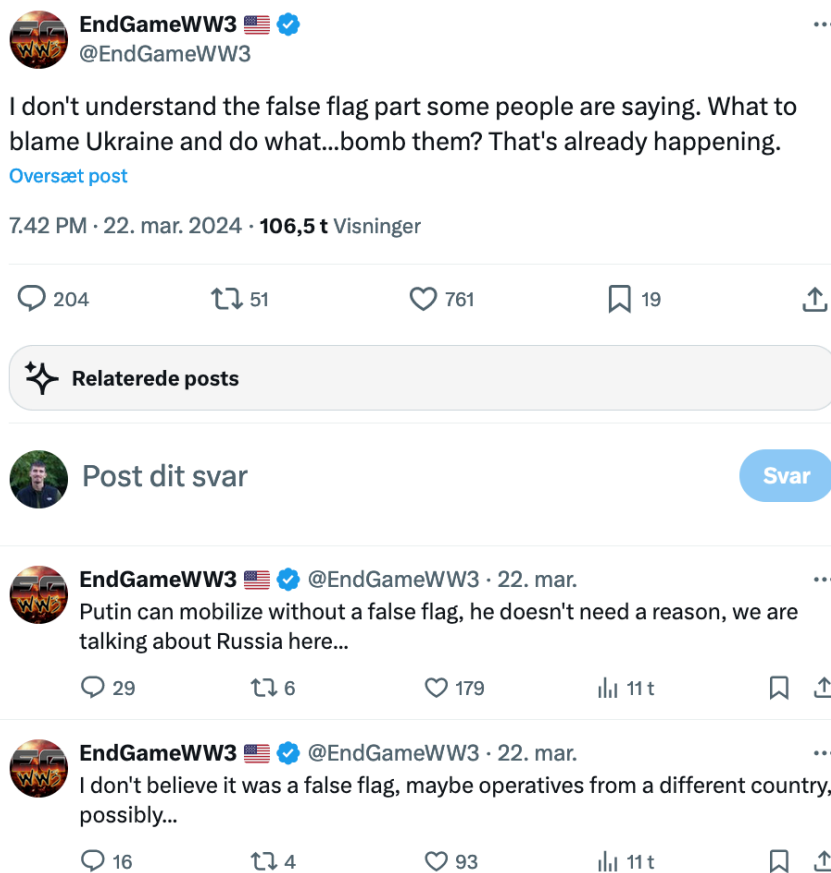 EndGameWW3
@EndGameWW3
I don't understand the false flag part some people are saying. What to
blame Ukraine and do what...bomb them? That's already happening.
Oversæt post
7.42 PM · 22. mar. 2024 · 106,5 t Visninger
204 51 761 19
Relaterede posts
Post dit svar
Svar
EndGameWW3 @EndGameWW3 · 22. mar.
Putin can mobilize without a false flag, he doesn't need a reason, we are
talking about Russia here...
29 6 179 11 t
EndGameWW3 @EndGameWW3 · 22. mar.
I don't believe it was a false flag, maybe operatives from a different country,
possibly...
16 4 93 11 t